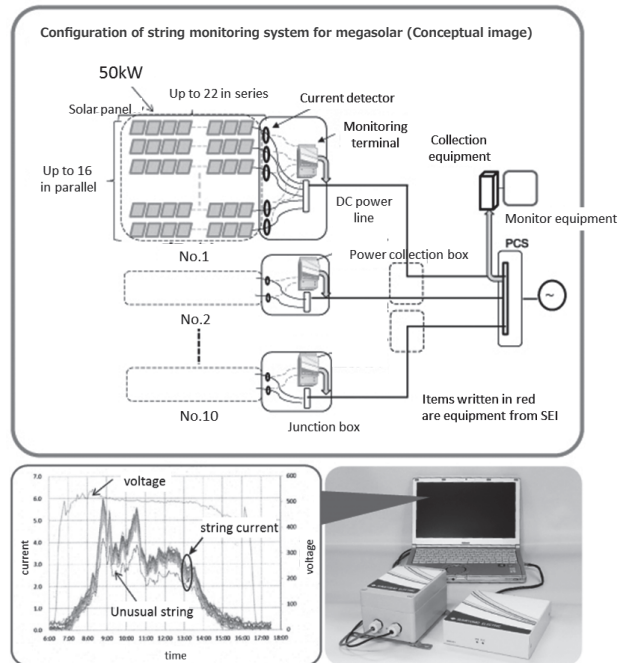 Configuration of string monitoring system for megasolar (Conceptual image)
50kW
Up to 22 in series
Solar panel
Current detector
Monitoring
terminal
Collection
equipment
Up to 16
in parallel
DC power
line
Monitor equipment
PCS
No.1
Power collection box
~
No.2
No.10
Junction box
Items written in red
are equipment from SEI
voltage
string current
Unusual string
current
voltage
7.0
6.0
5.0
4.0
3.0
2.0
1.0
0.0
600
500
400
300
200
100
0
6:00 7:00 8:00 9:00 10:00 11:00 12:00 13:00 14:00 15:00 16:00 17:00 18:00
time